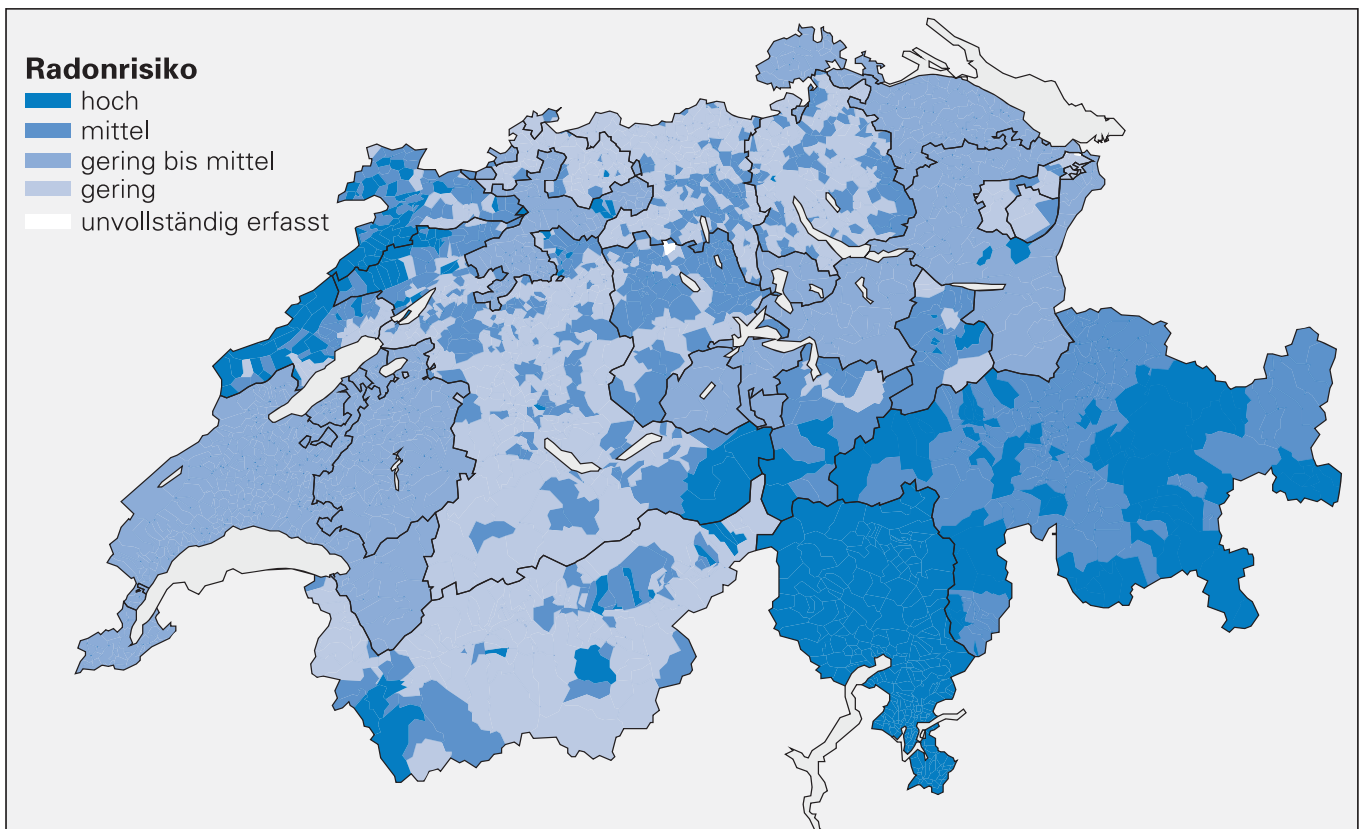 Radonrisiko
hoch
mittel
gering bis mittel
gering
unvollständig erfasst